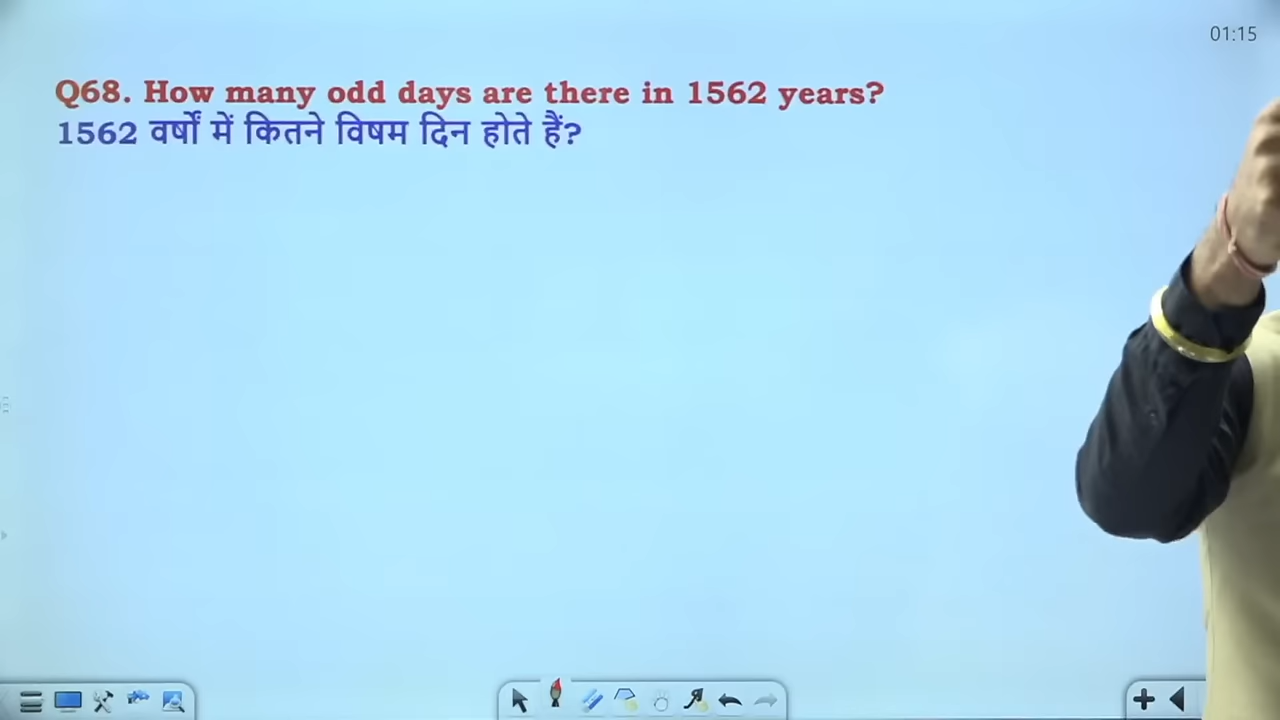 01:15
Q68. How many odd days are there in 1562 years?
1562 वर्षों में कितने विषम दिन होते हैं?